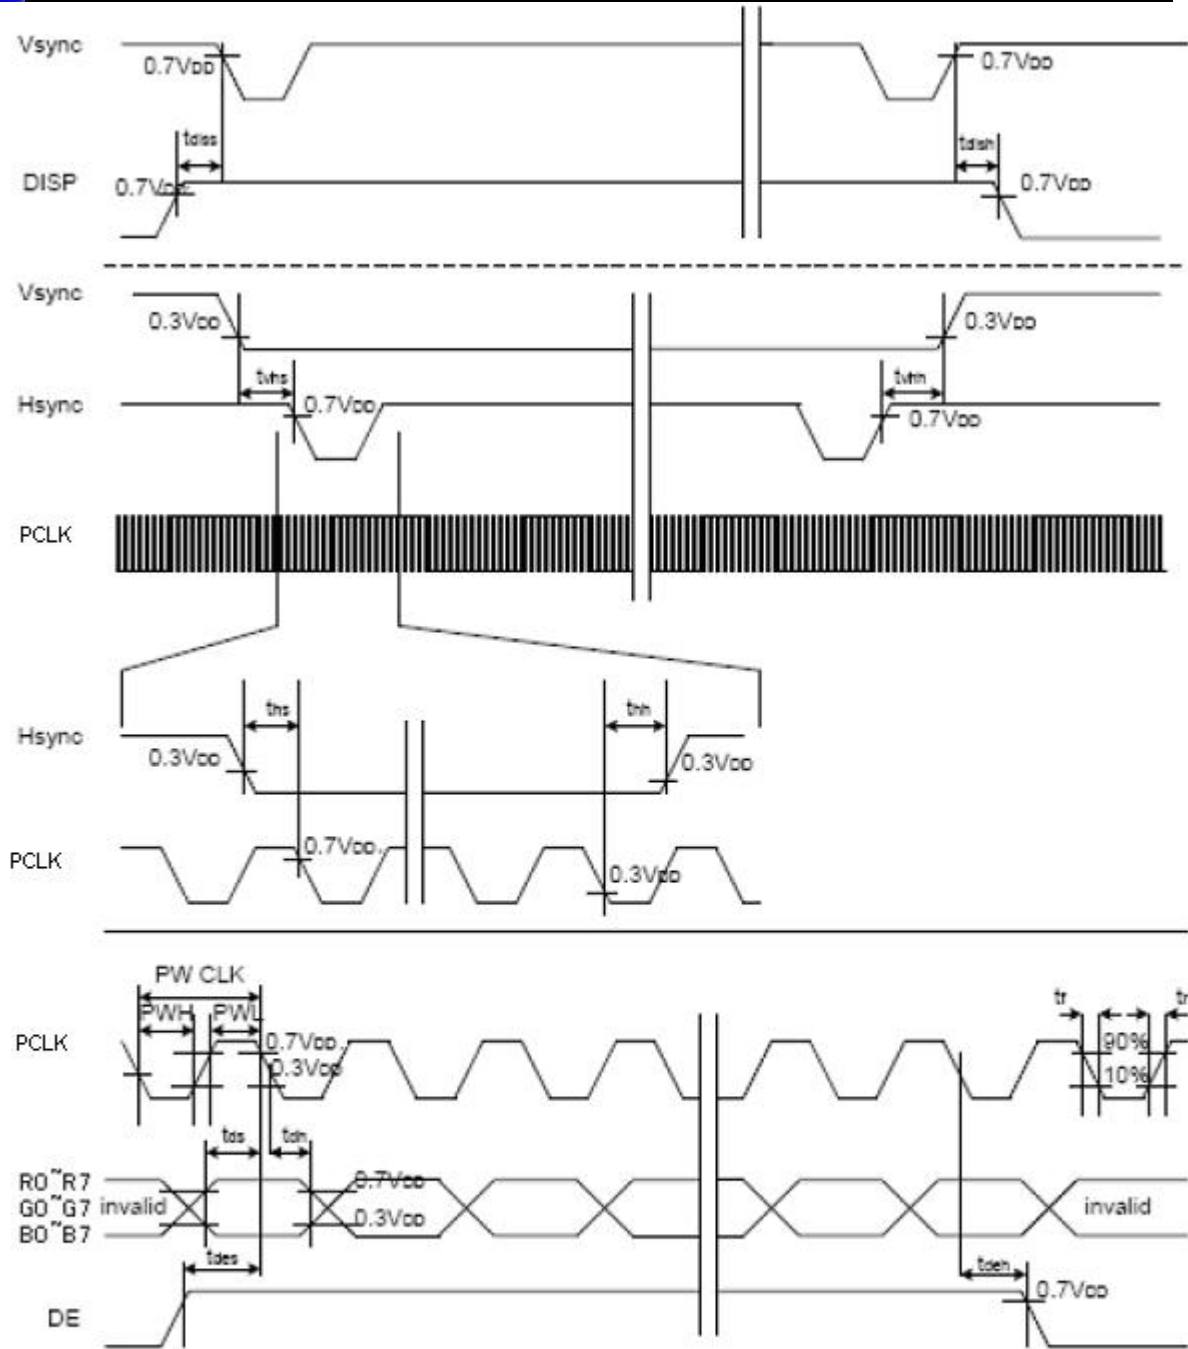 Vsync
0.7VDD
0.7VDD
tdiss
tdish
DISP
0.7VDD
0.7VDD
Vsync
0.3VDD
0.3VDD
tvhs
tvhh
Hsync
0.7VDD
0.7VDD
PCLK
ths
thh
Hsync
0.3VDD
0.3VDD
PCLK
0.7VDD
0.3VDD
PW CLK
PWH
PWL
tf
tr
PCLK
0.7VDD
90%
0.3VDD
10%
tds
tdh
R0~R7
0.7VDD
G0~G7
invalid
invalid
0.3VDD
B0~B7
tdes
tdeh
0.7VDD
DE